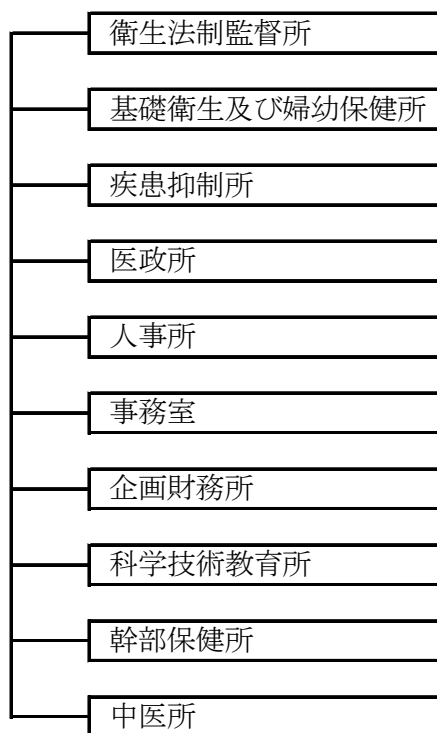 衛生法制監督所
基礎衛生及び婦幼保健所
疾患抑制所
医政所
人事所
事務室
企画財務所
科学技術教育所
幹部保健所
中医所